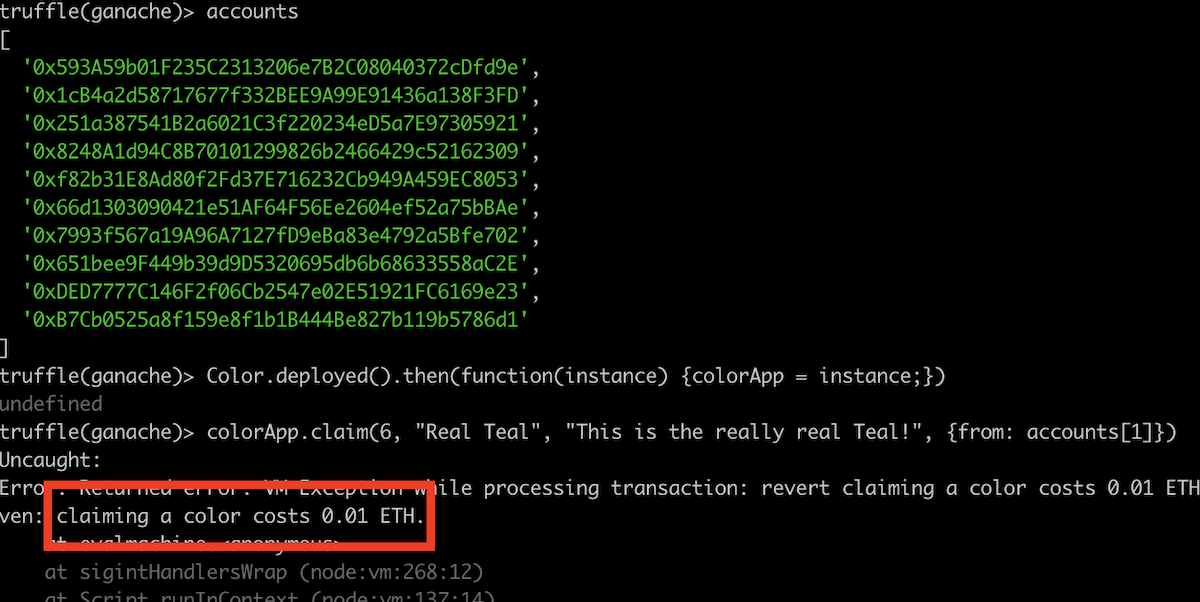 truffle(ganache)> accounts
[
'0x593A59b01F235C2313206e7B2C08040372cDfd9e',
'0x1cB4a2d58717677f332BEE9A99E91436a138F3FD',
'0x251a387541B2a6021C3f220234eD5a7E97305921',
'0x8248A1d94C8B70101299826b2466429c52162309',
'0xf82b31E8Ad80f2Fd37E716232Cb949A459EC8053',
'0x66d1303090421e51AF64F56Ee2604ef52a75bBAe',
'0x7993f567a19A96A7127fD9eBa83e4792a5Bfe702',
'0x651bee9F449b39d9D5320695db6b68633558aC2E',
'0xDED7777C146F2f06Cb2547e02E51921FC6169e23',
'0xB7Cb0525a8f159e8f1b1B444Be827b119b5786d1'
]
truffle(ganache)> Color.deployed().then(function(instance) {colorApp = instance;})
undefined
truffle(ganache)> colorApp.claim(6, "Real Teal", "This is the really real Teal!", {from: accounts[1]})
Uncaught:
Error: Returned error: VM Exception while processing transaction: revert claiming a color costs 0.01 ETH
ven: claiming a color costs 0.01 ETH.
at evalmachine.<anonymous>
at sigintHandlersWrap (node:vm:268:12)
at Script.runInContext (node:vm:137:14)